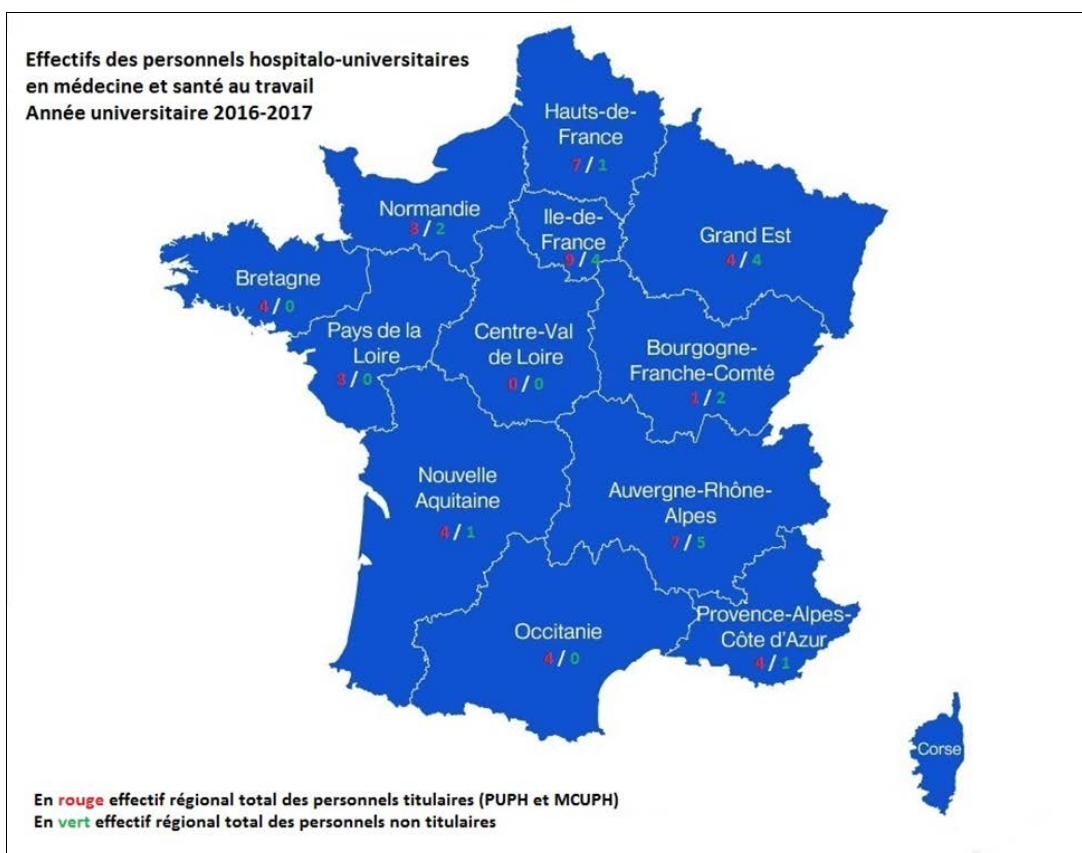 Effectifs des personnels hospitalo-universitaires
en médecine et santé au travail
Année universitaire 2016-2017
Hauts-de-
France
7 / 1
Normandie
3 / 2
Ile-de-
France
9 / 4
Grand Est
4 / 4
Bretagne
4 / 0
Pays de la
Loire
3 / 0
Centre-Val
de Loire
0 / 0
Bourgogne-
Franche-Comté
1 / 2
Nouvelle
Aquitaine
4 / 1
Auvergne-Rhône-
Alpes
7 / 5
Occitanie
4 / 0
Provence-Alpes-
Côte d'Azur
4 / 1
Corse
En rouge effectif régional total des personnels titulaires (PUPH et MCUPH)
En vert effectif régional total des personnels non titulaires